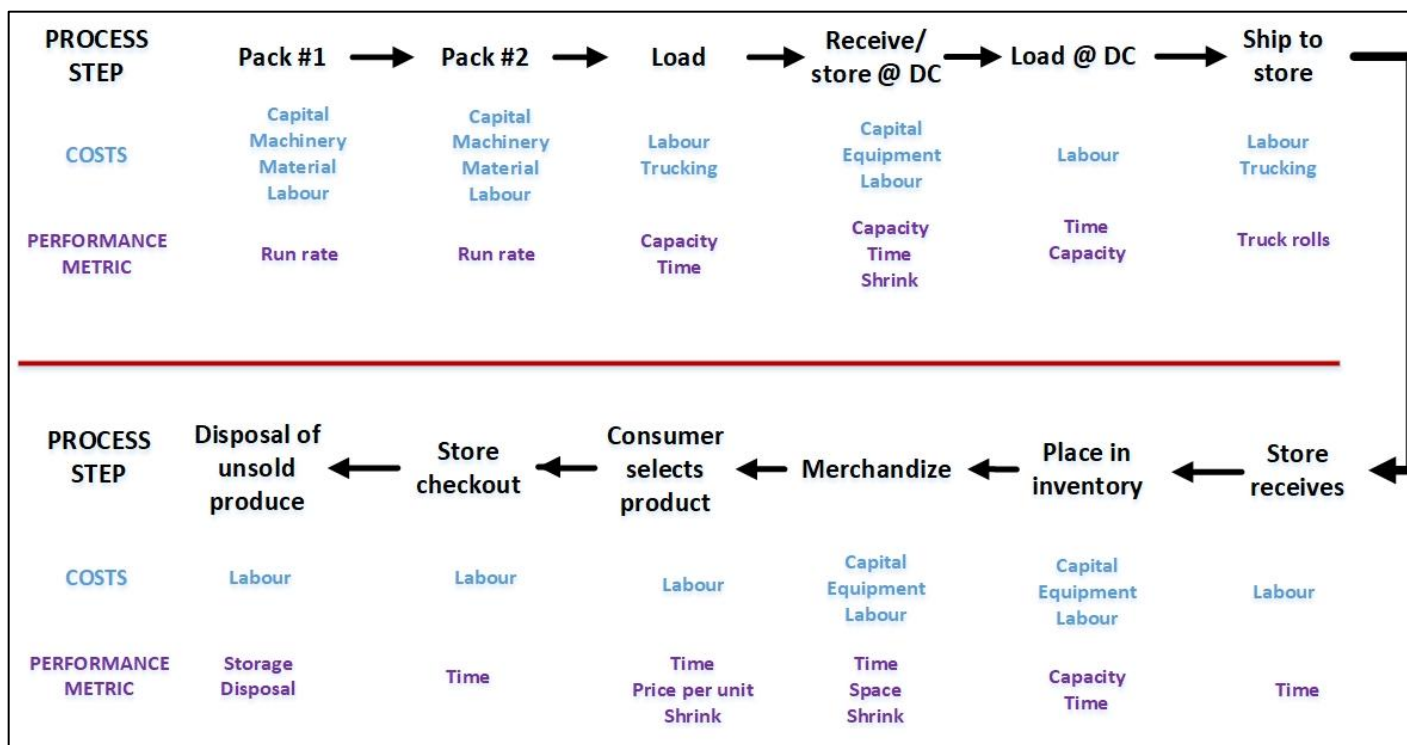 PROCESS STEP
Pack #1
Pack #2
Load
Receive/
store @ DC
Load @ DC
Ship to
store
COSTS
Capital
Machinery
Material
Labour
Capital
Machinery
Material
Labour
Labour
Trucking
Capital
Equipment
Labour
Labour
Labour
Trucking
PERFORMANCE
METRIC
Run rate
Run rate
Capacity
Time
Capacity
Time
Shrink
Time
Capacity
Truck rolls
PROCESS
STEP
Disposal of
unsold
produce
Store
checkout
Consumer
selects
product
Merchandize
Place in
inventory
Store
receives
COSTS
Labour
Labour
Labour
Capital
Equipment
Labour
Capital
Equipment
Labour
Labour
PERFORMANCE
METRIC
Storage
Disposal
Time
Time
Price per unit
Shrink
Time
Space
Shrink
Capacity
Time
Time